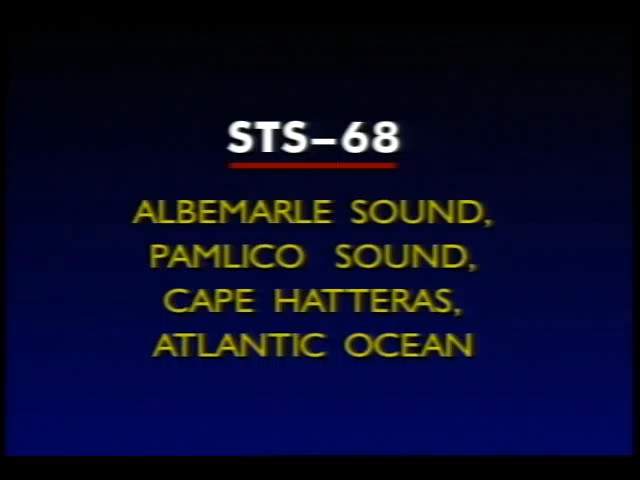 STS-68
ALBEMARLE SOUND,
PAMLICO SOUND,
CAPE HATTERAS,
ATLANTIC OCEAN